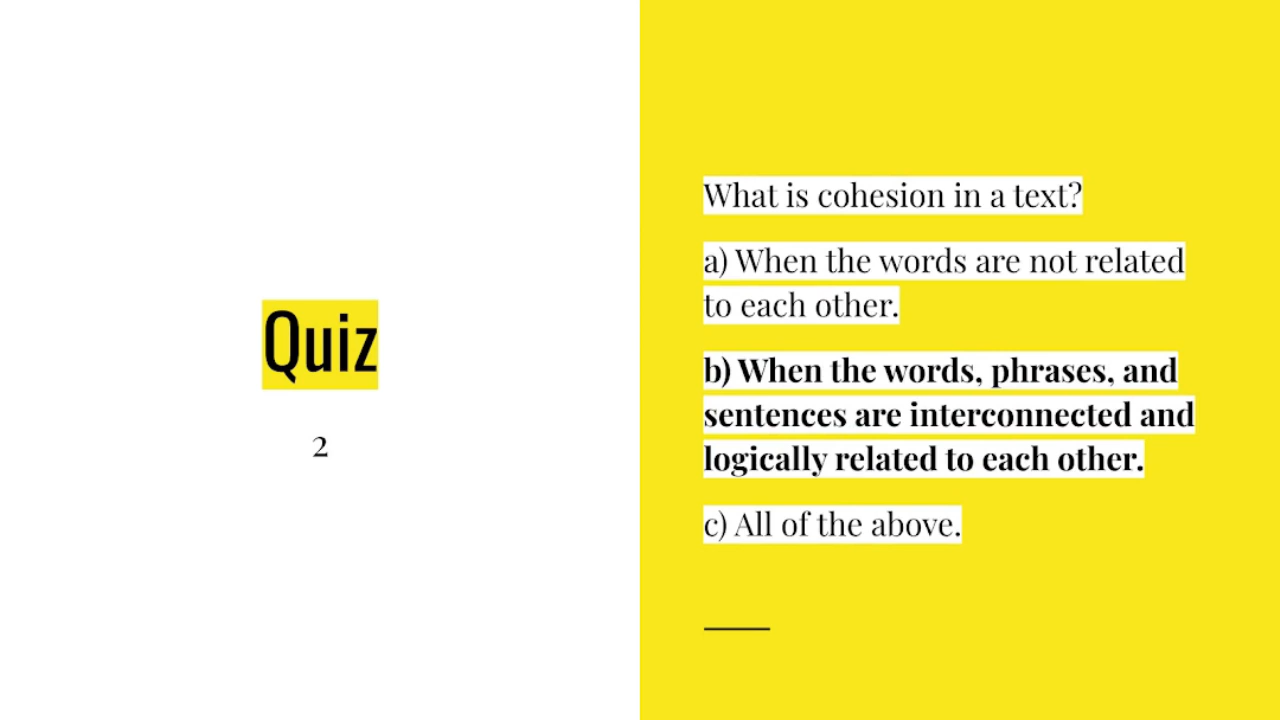 Quiz
2
What is cohesion in a text?
a) When the words are not related
to each other.
b) When the words, phrases, and
sentences are interconnected and
logically related to each other.
c) All of the above.